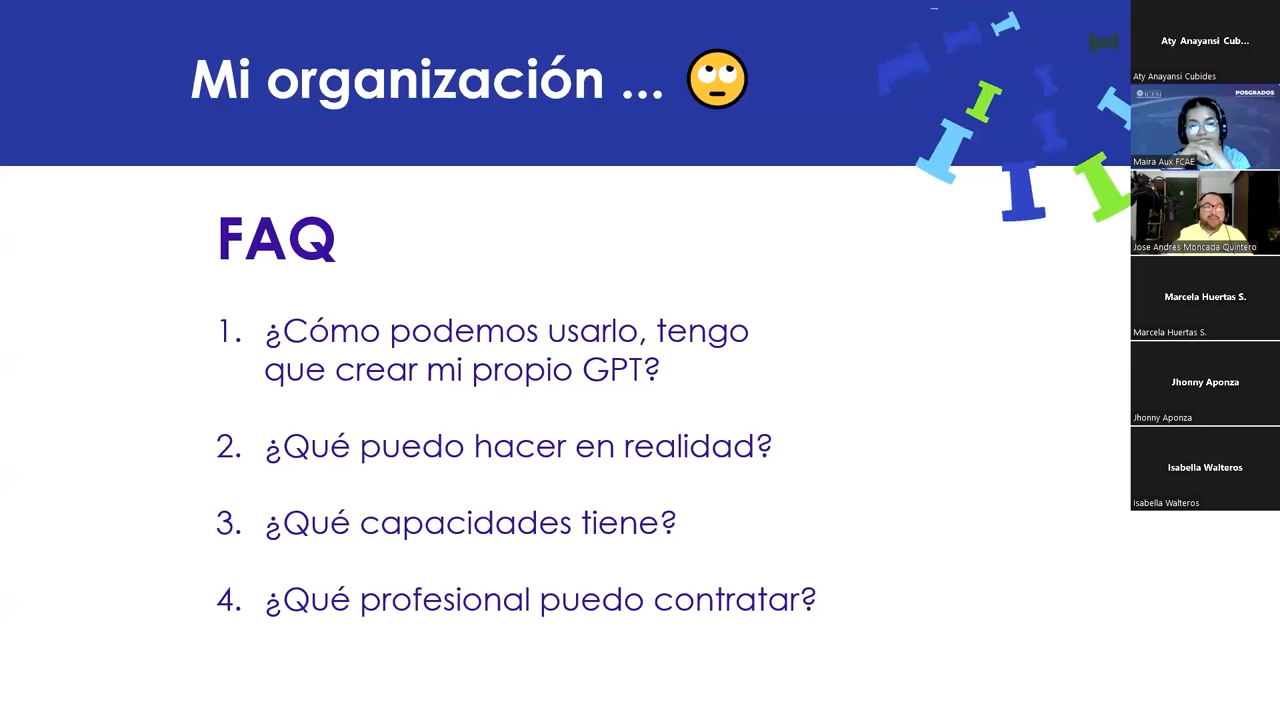 Mi organización ...
FAQ
1. ¿Cómo podemos usarlo, tengo
que crear mi propio GPT?
2. ¿Qué puedo hacer en realidad?
3. ¿Qué capacidades tiene?
4. ¿Qué profesional puedo contratar?
Aty Anayansi Cub...
Aty Anayansi Cubides
ICESI POSGRADOS
Maira Aux FCAE
Jose Andres Moncada Quintero
Marcela Huertas S.
Marcela Huertas S.
Jhonny Aponza
Jhonny Aponza
Isabella Walteros
Isabella Walteros